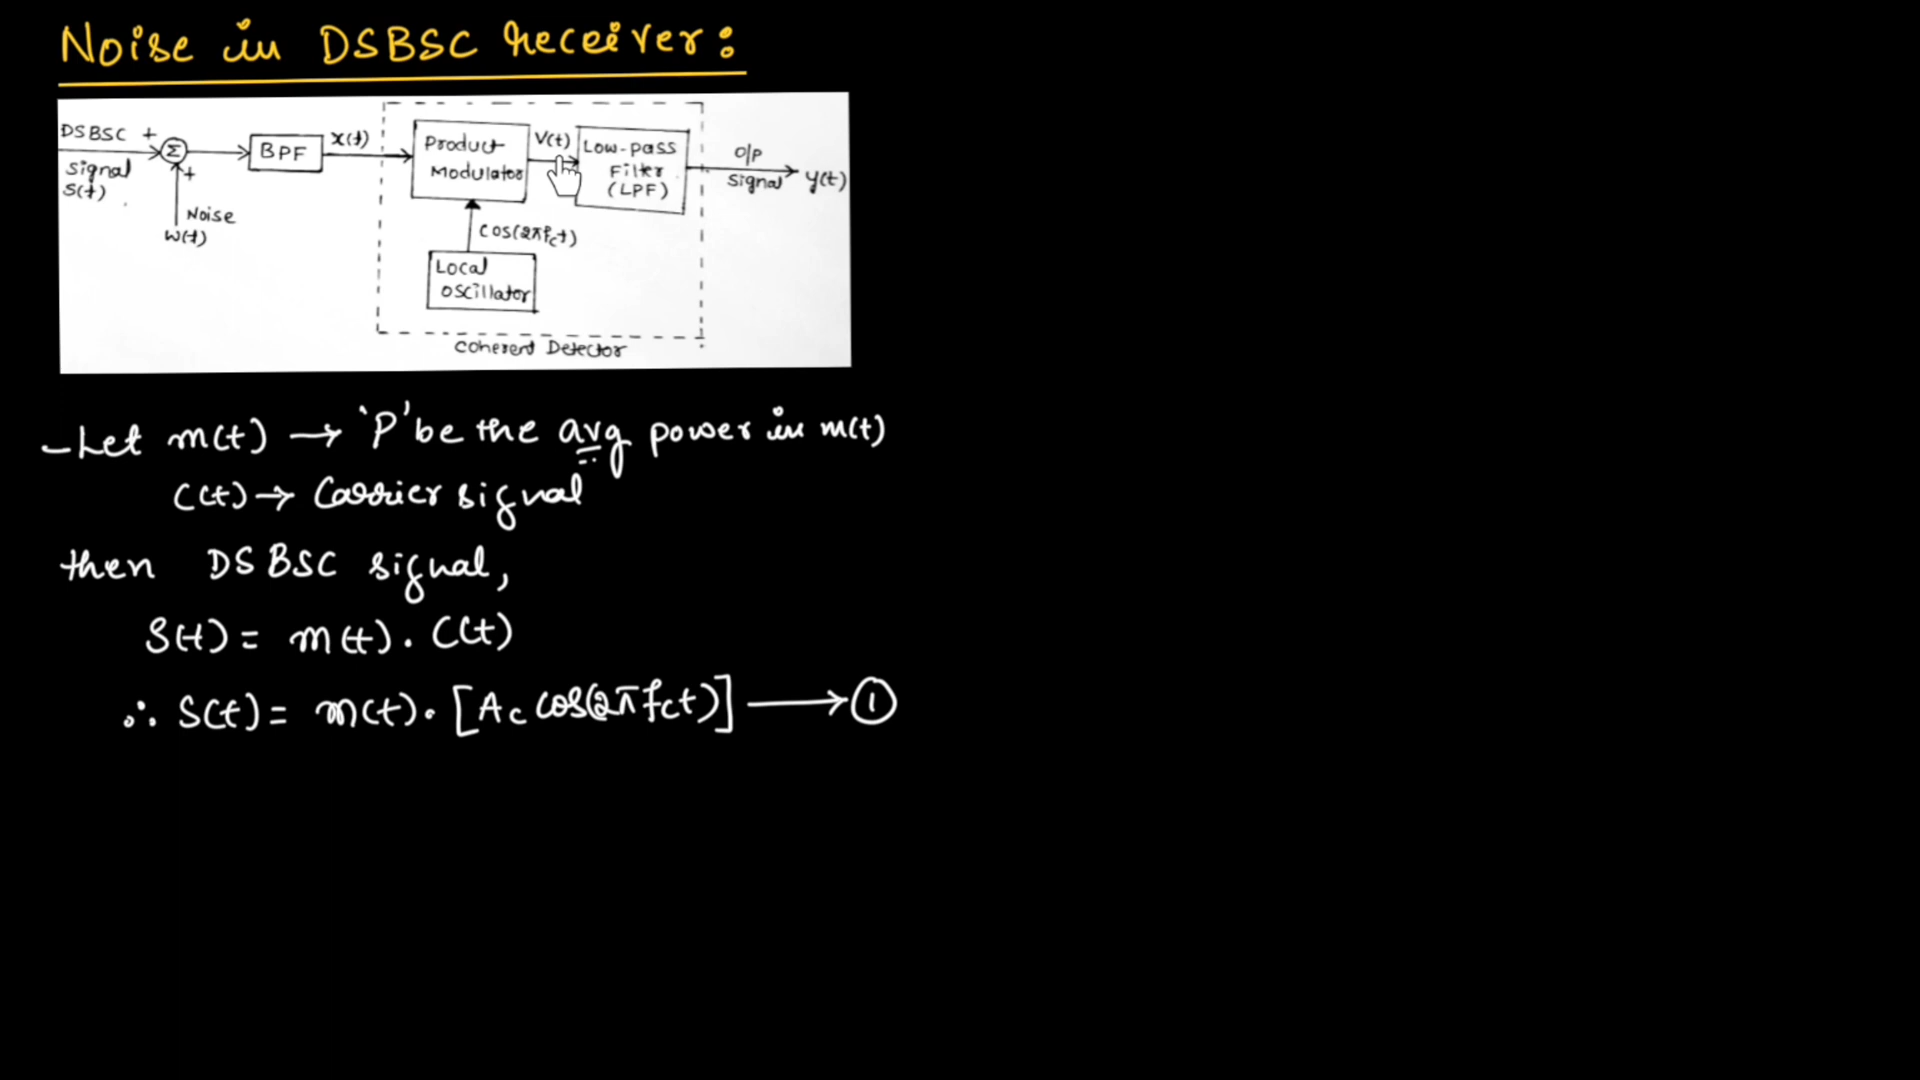 Noise in DSBSC Receiver:
DSBSC +
Signal
S(t)
Σ
+
Noise
W(t)
BPF
x(t)
Product
Modulator
V(t)
Low-pass
Filter
(LPF)
O/P
Signal
y(t)
cos(2πfct)
Local
Oscillator
Coherent Detector
- Let m(t) → 'P' be the avg power in m(t)
C(t) → Carrier signal
then DSBSC signal,
S(t) = m(t) . C(t)
∴ S(t) = m(t) . [Ac cos(2πfct)] ⟶ ①